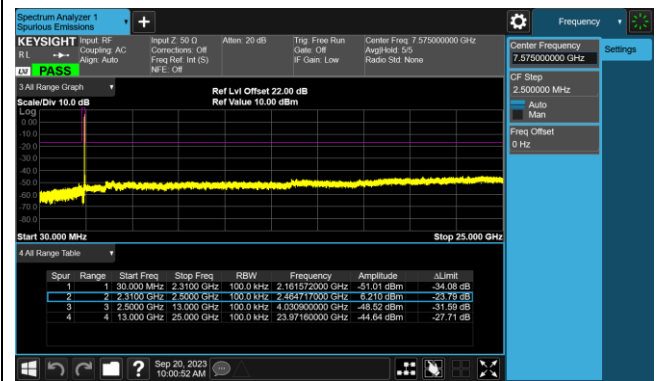 Spectrum Analyzer 1
Spurious Emissions
Frequency
KEYSIGHT
Input: RF
Coupling: AC
Align: Auto
Input Z: 50 Ω
Corrections: Off
Freq Ref: Int (S)
NFE: Off
Atten: 20 dB
Trig: Free Run
Gate: Off
IF Gain: Low
Center Freq: 7.575000000 GHz
Avg|Hold: 5/5
Radio Std: None
RL
LXI
PASS
Center Frequency
7.575000000 GHz
Settings
CF Step
2.500000 MHz
Auto
Man
Freq Offset
0 Hz
3 All Range Graph
Scale/Div 10.0 dB
Ref Lvl Offset 22.00 dB
Ref Value 10.00 dBm
Log
0.00
-10.0
-20.0
-30.0
-40.0
-50.0
-60.0
-70.0
-80.0
Start 30.000 MHz
Stop 25.000 GHz
4 All Range Table
Spur Range Start Freq Stop Freq RBW Frequency Amplitude ΔLimit
1 1 30.000 MHz 2.3100 GHz 100.0 kHz 2.161572000 GHz -51.01 dBm -34.08 dB
2 2 2.3100 GHz 2.5000 GHz 100.0 kHz 2.464717000 GHz 6.210 dBm -23.79 dB
3 3 2.5000 GHz 13.000 GHz 100.0 kHz 4.030900000 GHz -48.52 dBm -31.59 dB
4 4 13.000 GHz 25.000 GHz 100.0 kHz 23.97160000 GHz -44.64 dBm -27.71 dB
Sep 20, 2023
10:00:52 AM